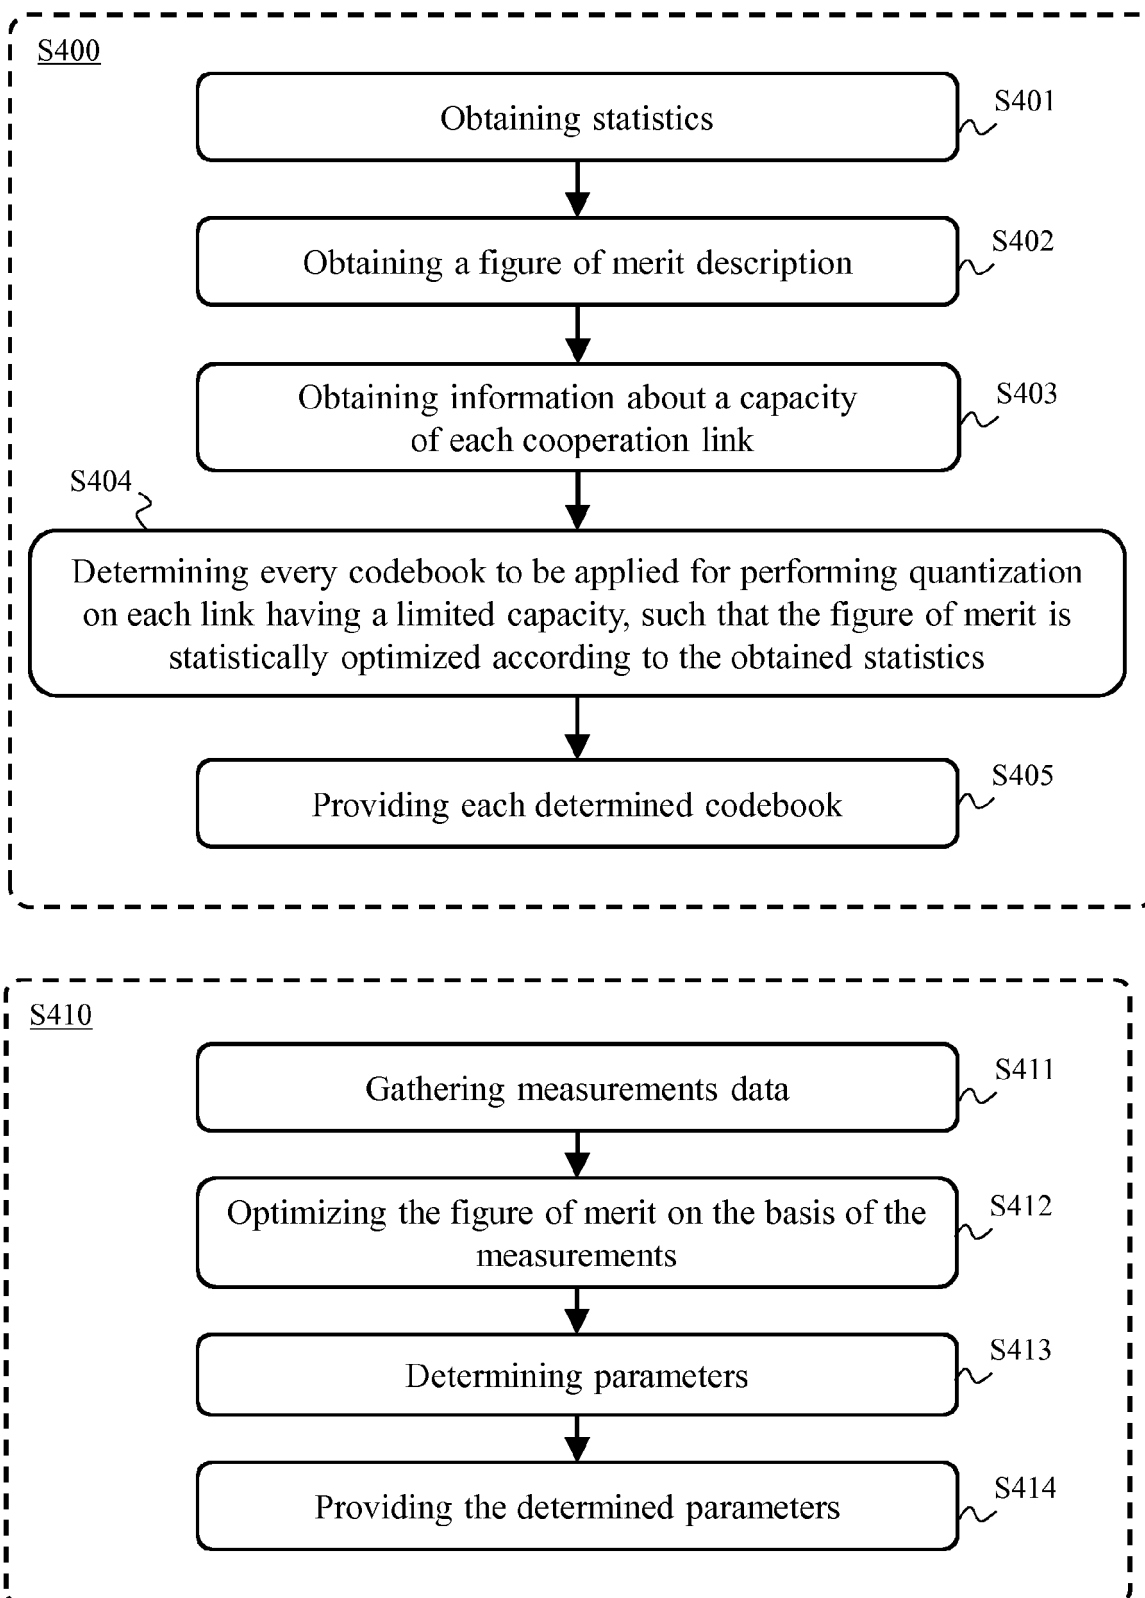 S400
Obtaining statistics
S401
Obtaining a figure of merit description
S402
Obtaining information about a capacity
of each cooperation link
S403
S404
Determining every codebook to be applied for performing quantization
on each link having a limited capacity, such that the figure of merit is
statistically optimized according to the obtained statistics
Providing each determined codebook
S405
S410
Gathering measurements data
S411
Optimizing the figure of merit on the basis of the
measurements
S412
Determining parameters
S413
Providing the determined parameters
S414